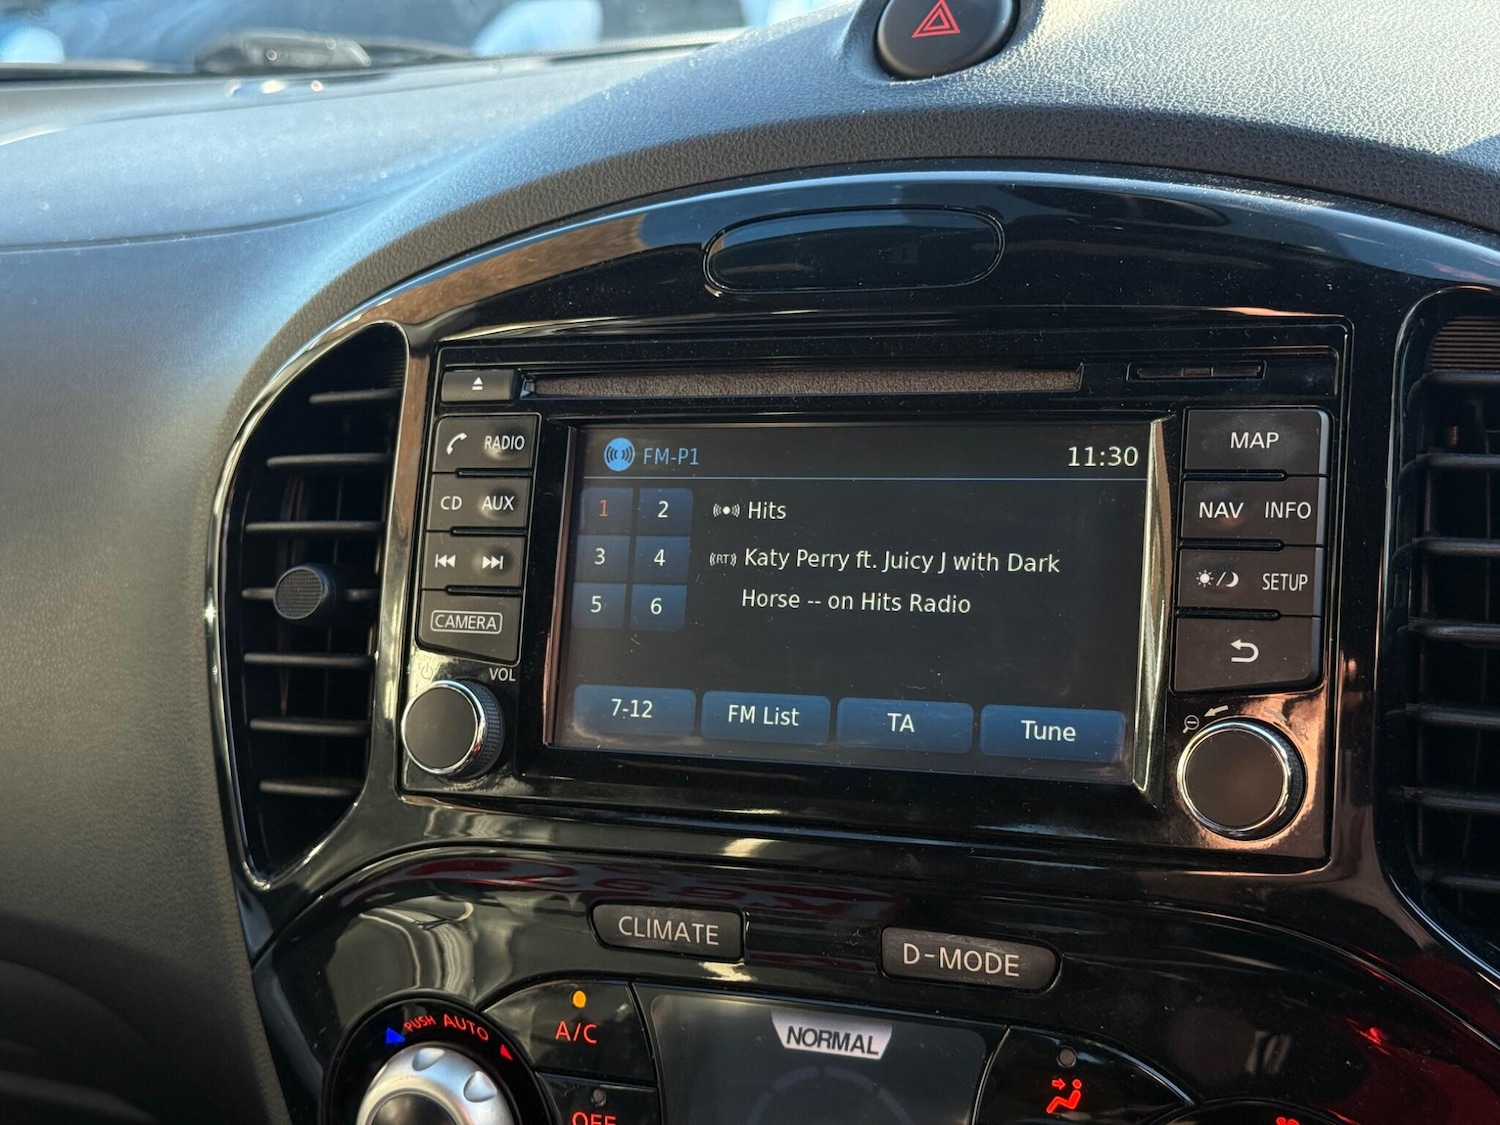 RADIO
CD AUX
CAMERA
VOL
FM-P1 11:30
1 2 Hits
3 4 (RT) Katy Perry ft. Juicy J with Dark
5 6 Horse -- on Hits Radio
7-12 FM List TA Tune
MAP
NAV INFO
SETUP
CLIMATE D-MODE
PUSH AUTO
A/C
NORMAL
OFF